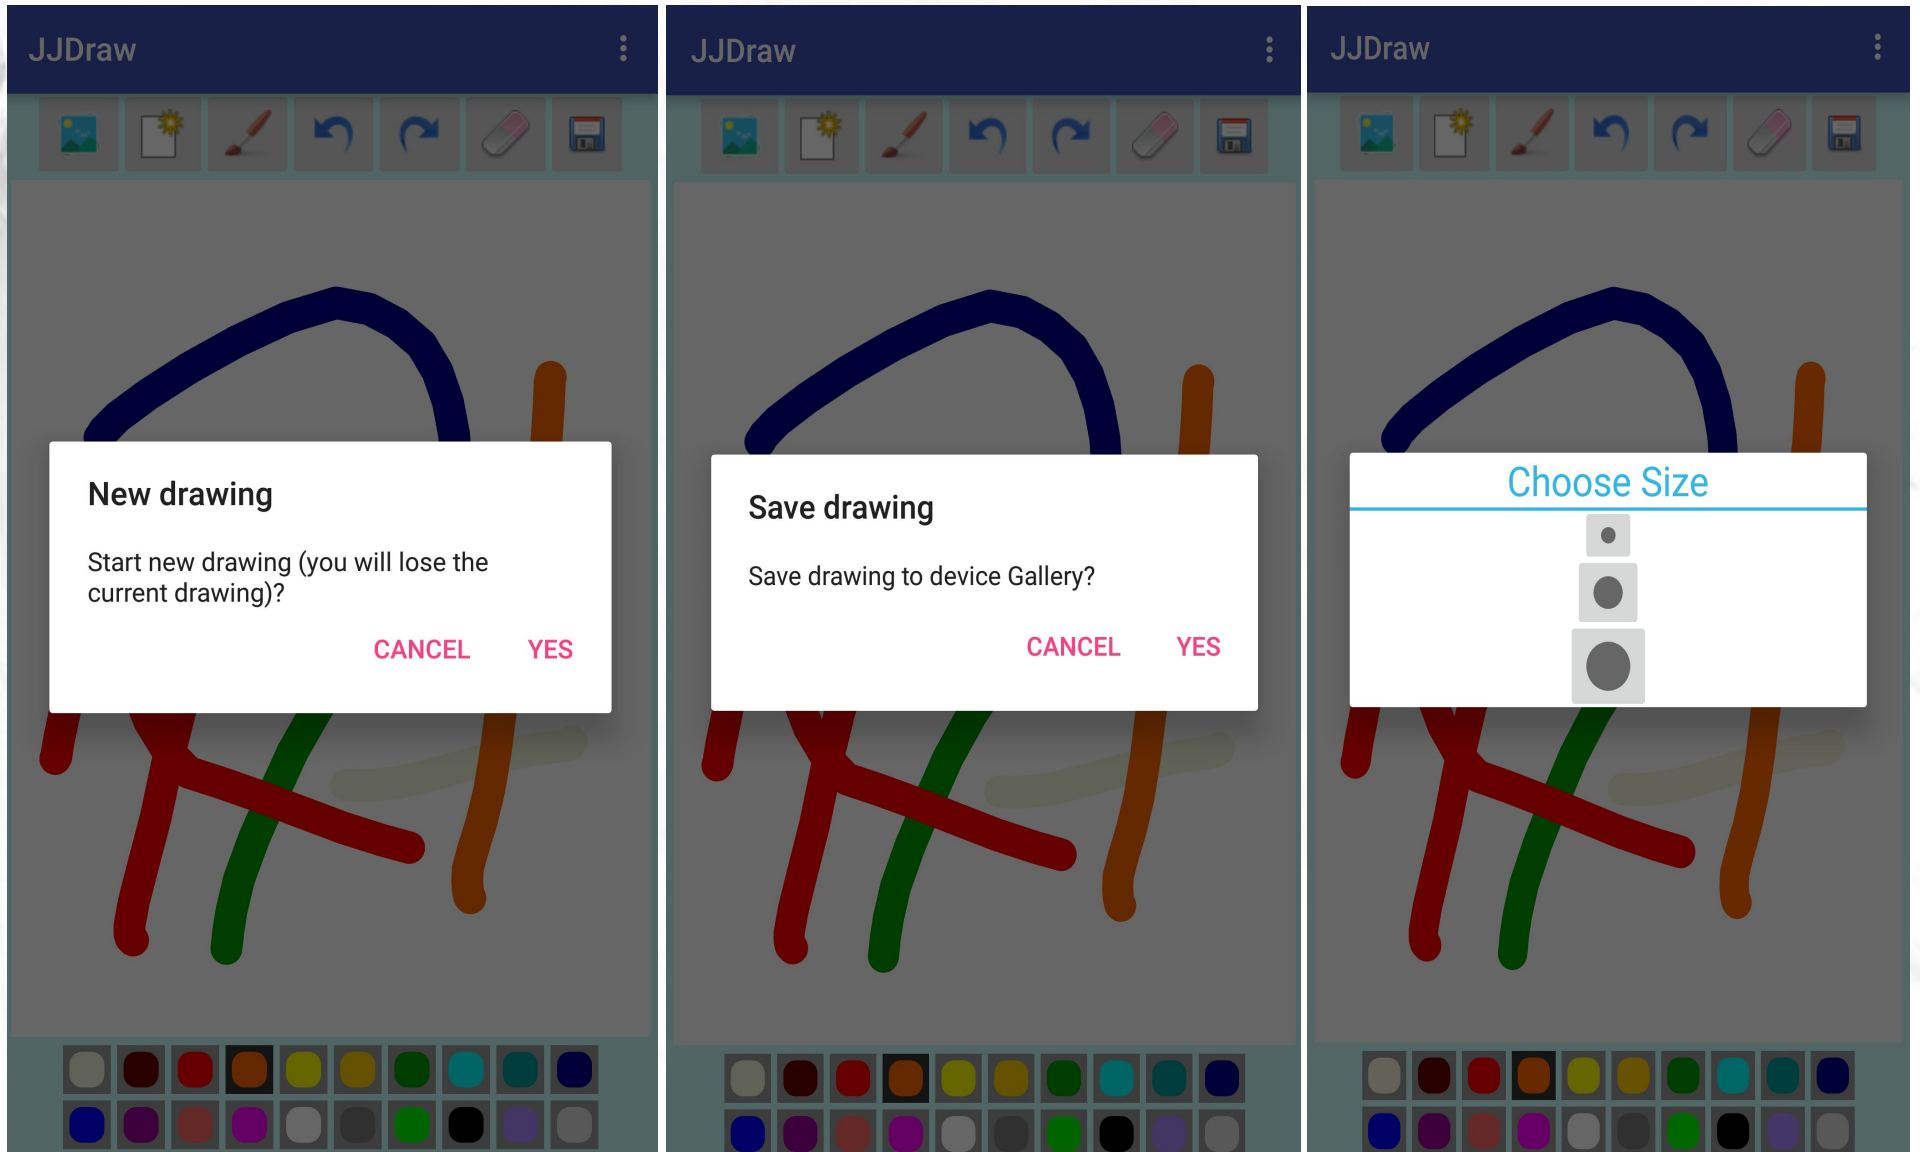 JJDraw
New drawing
Start new drawing (you will lose the
current drawing)?
CANCEL YES
JJDraw
Save drawing
Save drawing to device Gallery?
CANCEL YES
JJDraw
Choose Size